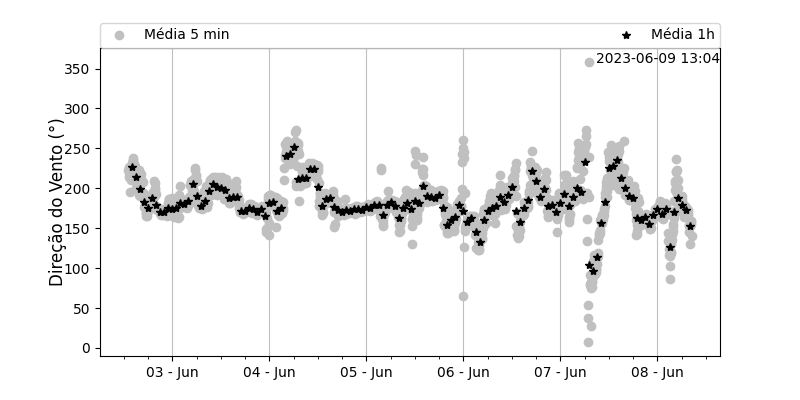 Média 5 min
Média 1h
2023-06-09 13:04
Direção do Vento (°)
350
300
250
200
150
100
50
0
03 - Jun
04 - Jun
05 - Jun
06 - Jun
07 - Jun
08 - Jun